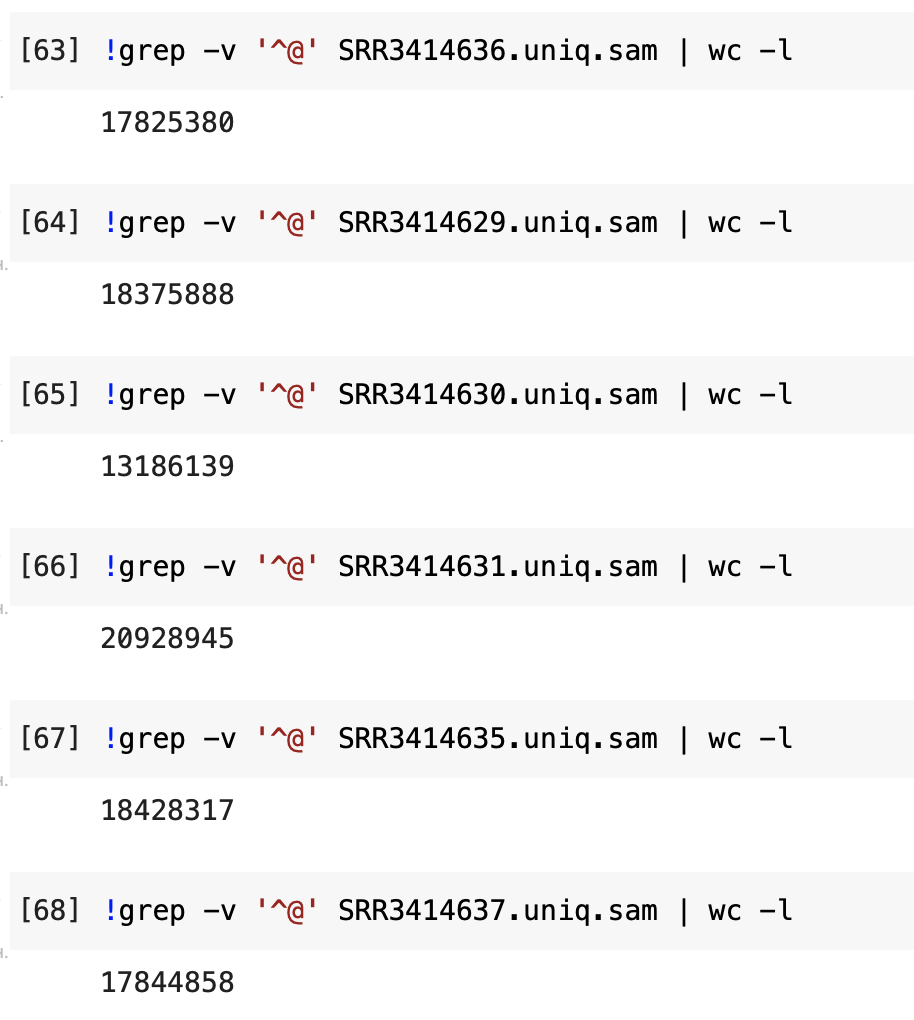 [63] !grep -v '^@' SRR3414636.uniq.sam | wc -l
17825380
[64] !grep -v '^@' SRR3414629.uniq.sam | wc -l
18375888
[65] !grep -v '^@' SRR3414630.uniq.sam | wc -l
13186139
[66] !grep -v '^@' SRR3414631.uniq.sam | wc -l
20928945
[67] !grep -v '^@' SRR3414635.uniq.sam | wc -l
18428317
[68] !grep -v '^@' SRR3414637.uniq.sam | wc -l
17844858